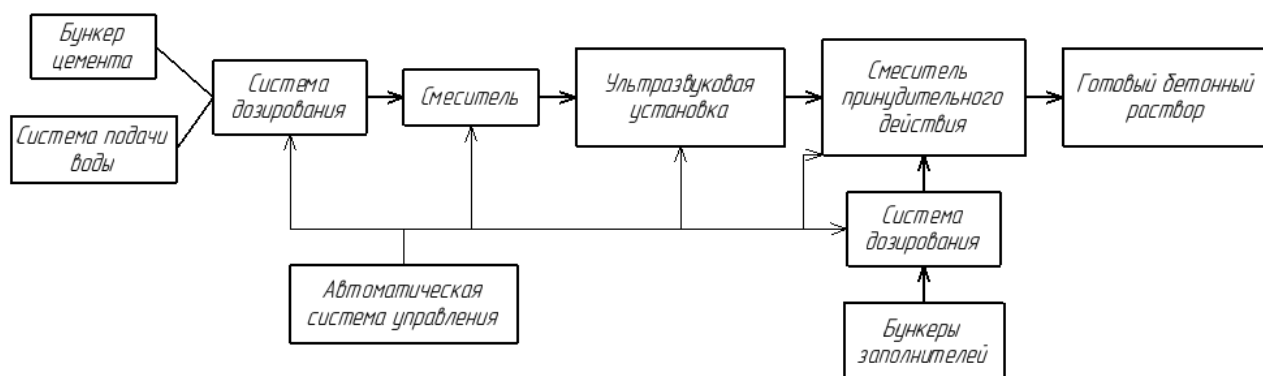 Бункер
цемента
Система подачи
воды
Система
дозирования
Смеситель
Ультразвуковая
установка
Смеситель
принудительного
действия
Готовый бетонный
раствор
Система
дозирования
Автоматическая
система управления
Бункеры
заполнителей